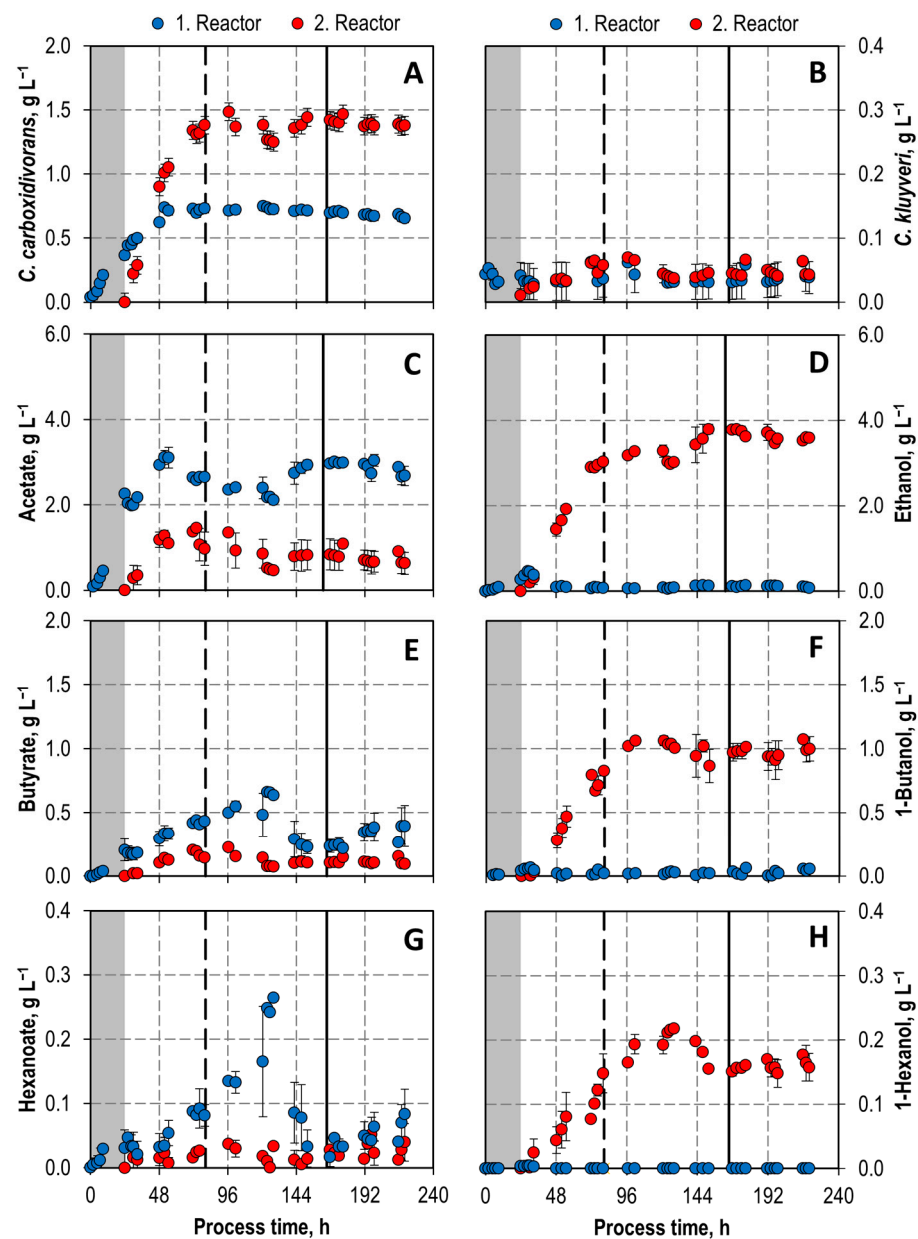 1. Reactor 2. Reactor
1. Reactor 2. Reactor
A
C. carboxidivorans, g L⁻¹
2.0
1.5
1.0
0.5
0.0
B
C. kluyveri, g L⁻¹
0.4
0.3
0.2
0.1
0.0
C
Acetate, g L⁻¹
6.0
4.0
2.0
0.0
D
Ethanol, g L⁻¹
6.0
4.0
2.0
0.0
E
Butyrate, g L⁻¹
2.0
1.5
1.0
0.5
0.0
F
1-Butanol, g L⁻¹
2.0
1.5
1.0
0.5
0.0
G
Hexanoate, g L⁻¹
0.4
0.3
0.2
0.1
0.0
0 48 96 144 192 240
Process time, h
H
1-Hexanol, g L⁻¹
0.4
0.3
0.2
0.1
0.0
0 48 96 144 192 240
Process time, h